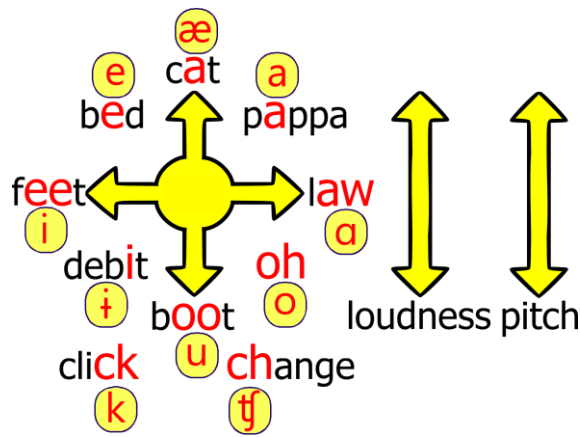 æ
cat
e
a
bed
pappa
feet
law
i
ɑ
debit
oh
ɨ
o
boot
loudness pitch
u
click
change
k
ʧ